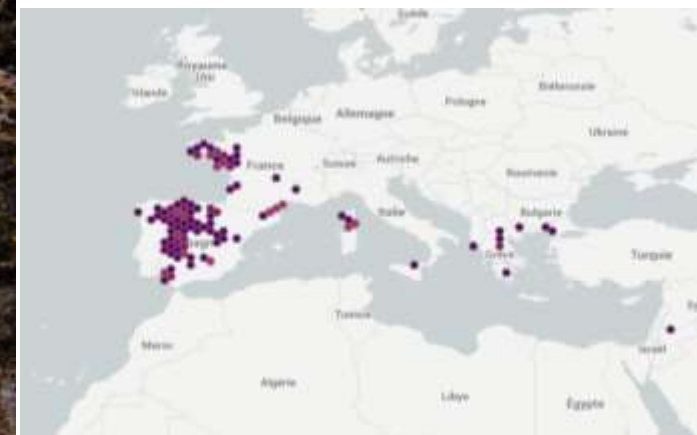 Suède
Royaume
Uni
Irlande
Biélorussie
Pologne
Belgique Allemagne
Ukraine
France Suisse Autriche
Roumanie
Italie Bulgarie
Grèce Turquie
Tunisie
Maroc Israël
Algérie Libye Égypte